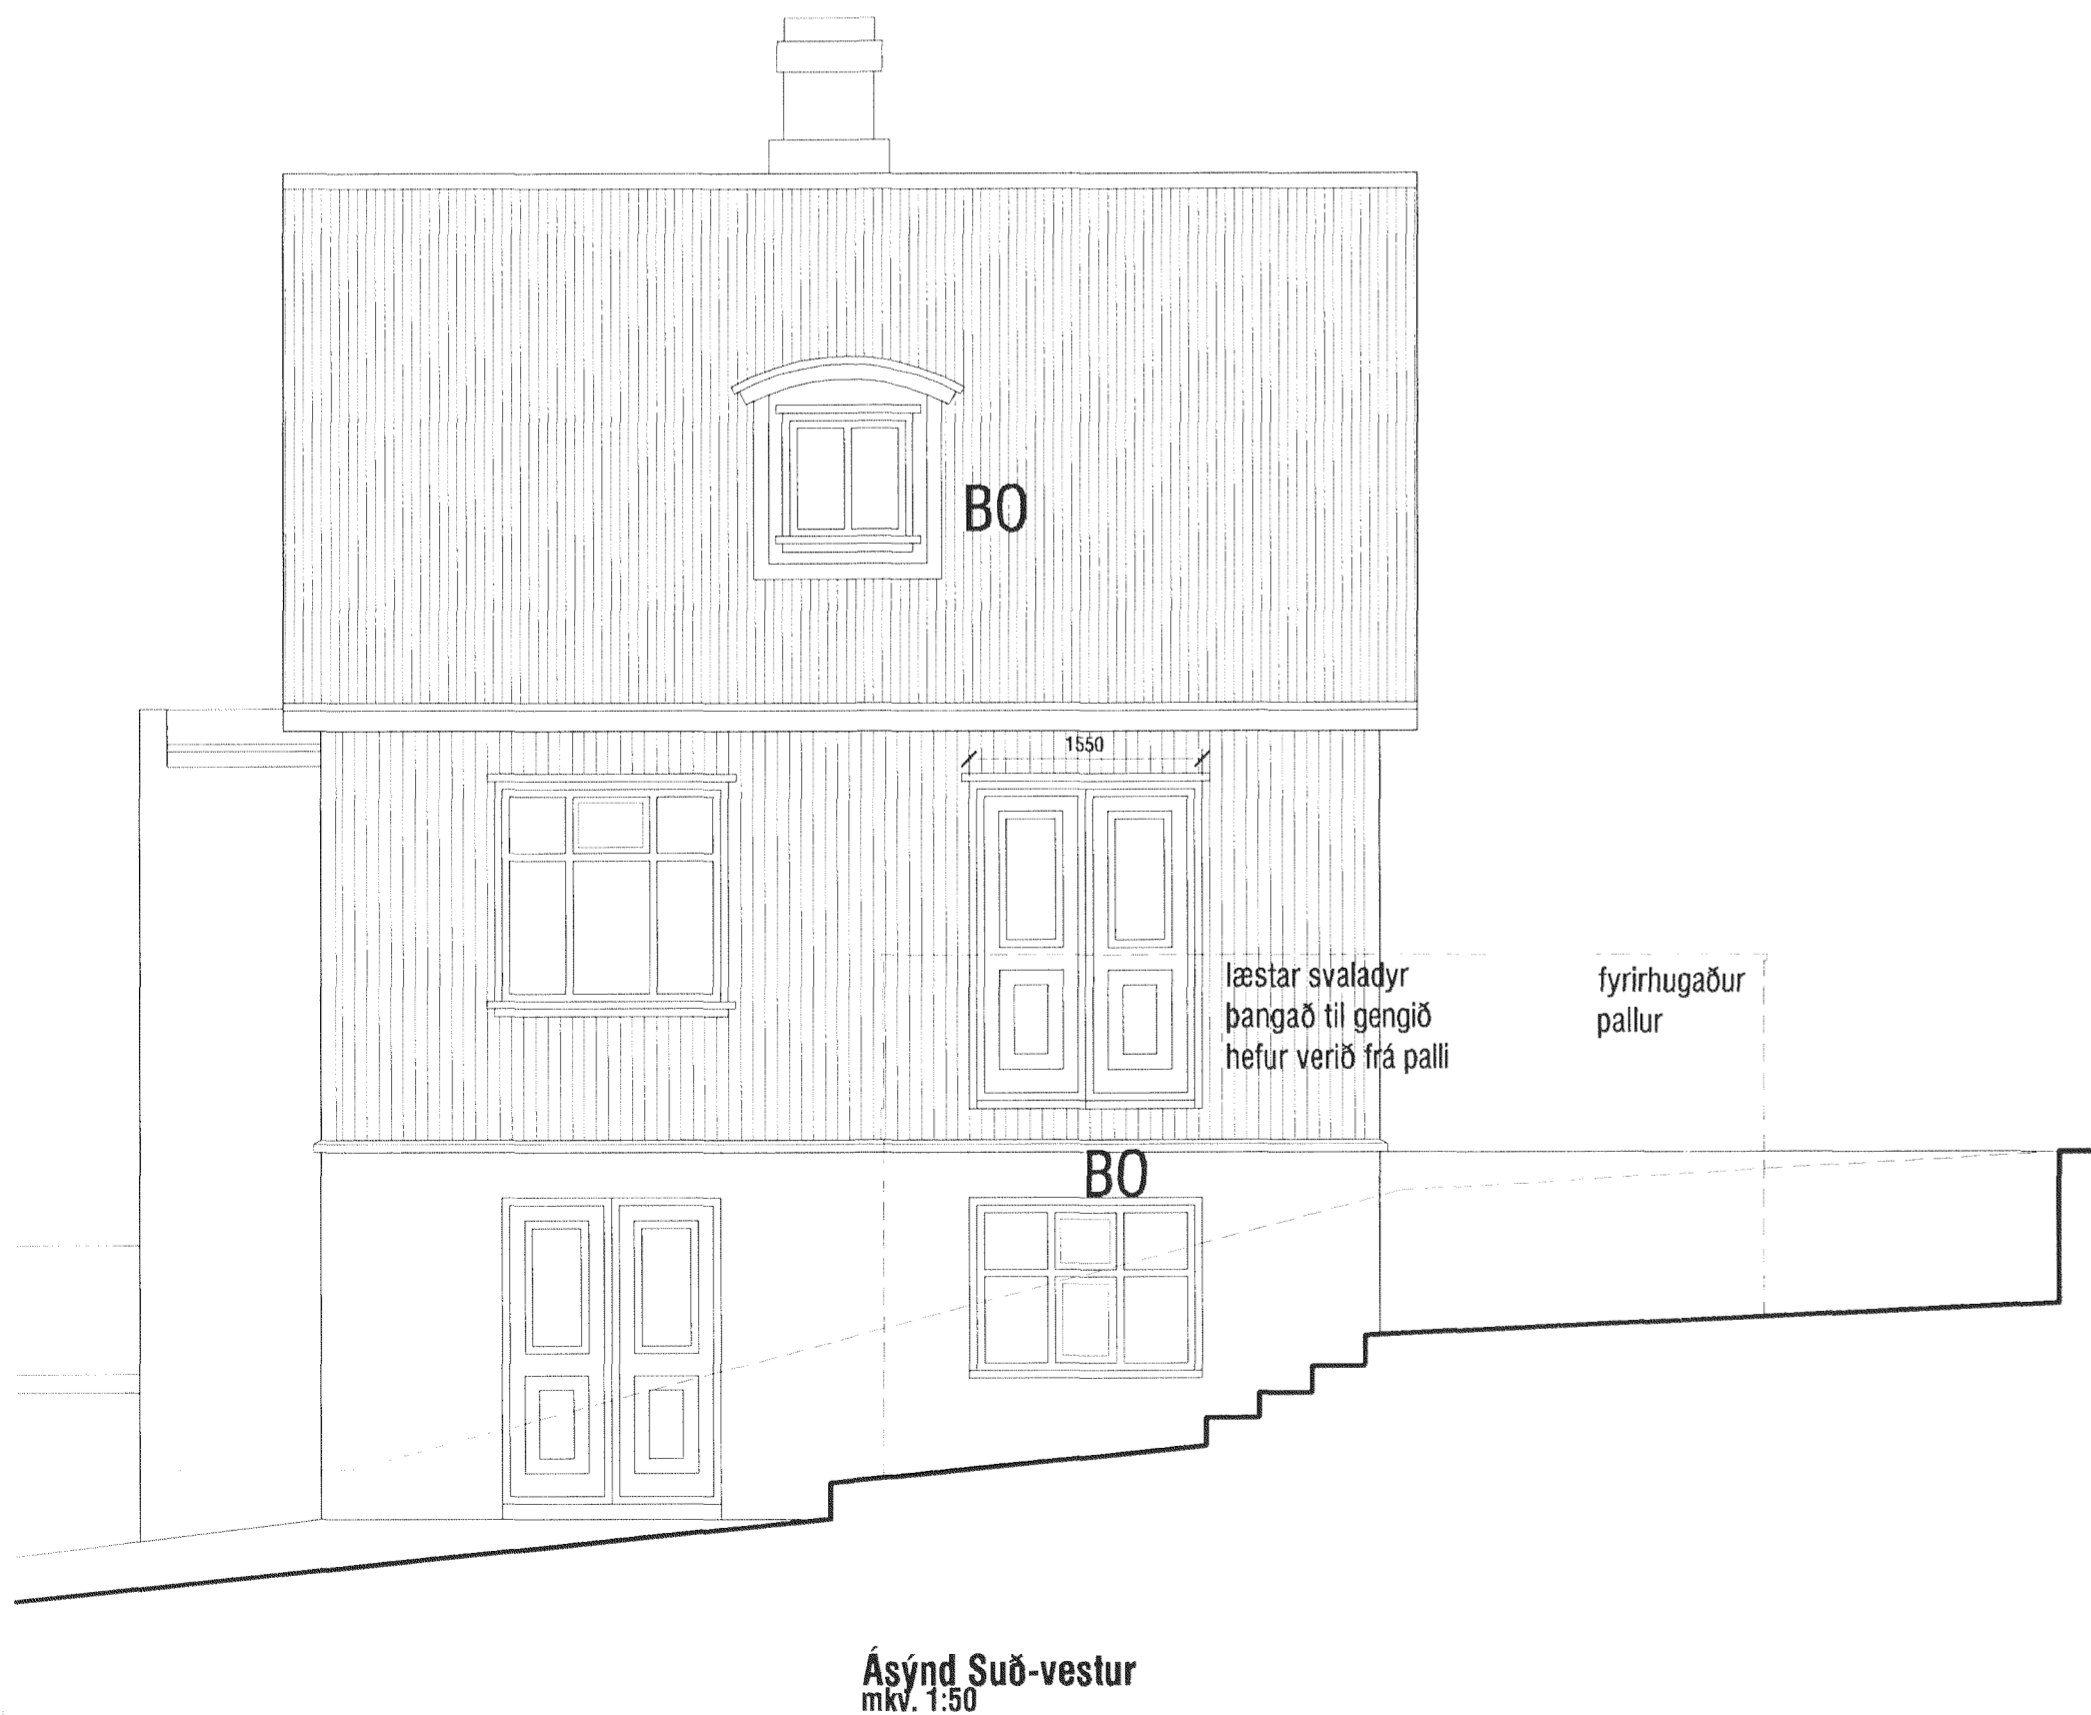 BO
1550
læstar svaladyr
þangað til gengið
hefur verið frá palli
fyrirhugaður
pallur
BO
Ásýnd Suð-vestur
mkv. 1:50